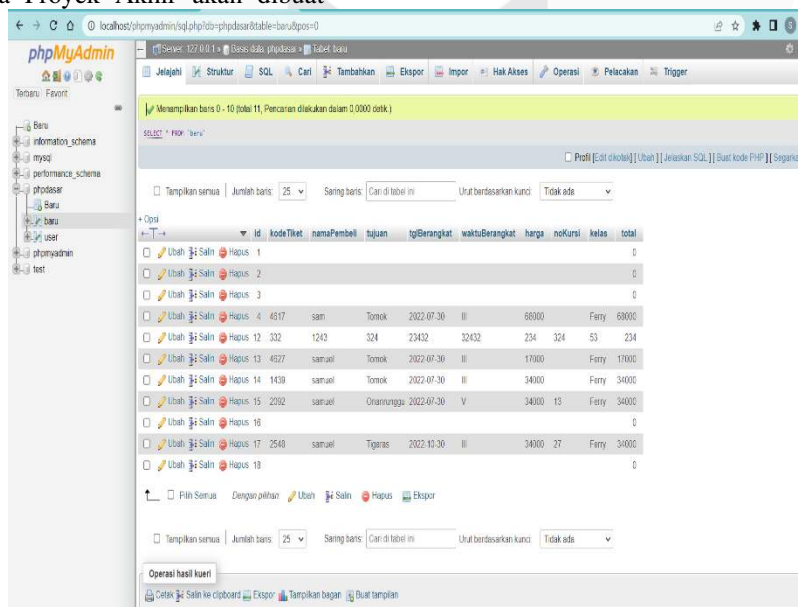 a Proyek Akhir akan dibuat
localhost/phpmyadmin/sql.php?db=phpdasar&table=baru&pos=0
phpMyAdmin
Terbaru Favorit
Baru
information_schema
mysql
performance_schema
phpdasar
Baru
baru
user
phpmyadmin
test
Server: 127.0.0.1 » Basis data: phpdasar » Tabel: baru
Jelajahi Struktur SQL Cari Tambahkan Ekspor Impor Hak Akses Operasi Pelacakan Trigger
Menampilkan baris 0 - 10 (total 11, Pencarian dilakukan dalam 0,0000 detik.)
SELECT * FROM `baru`
Profil [Edit dikotak] [ Ubah ] [ Jelaskan SQL ] [ Buat kode PHP ] [ Segarka
Tampilkan semua Jumlah baris: 25 Saring baris: Cari di tabel ini Urut berdasarkan kunci: Tidak ada
+ Opsi
←T→ id kodeTiket namaPembeli tujuan tglBerangkat waktuBerangkat harga noKursi kelas total
Ubah Salin Hapus 1 0
Ubah Salin Hapus 2 0
Ubah Salin Hapus 3 0
Ubah Salin Hapus 4 4617 sam Tomok 2022-07-30 III 68000 Ferry 68000
Ubah Salin Hapus 12 332 1243 324 23432 32432 234 324 53 234
Ubah Salin Hapus 13 4627 samuel Tomok 2022-07-30 III 17000 Ferry 17000
Ubah Salin Hapus 14 1439 samuel Tomok 2022-07-30 III 34000 Ferry 34000
Ubah Salin Hapus 15 2092 samuel Onanrunggu 2022-07-30 V 34000 13 Ferry 34000
Ubah Salin Hapus 16 0
Ubah Salin Hapus 17 2548 samuel Tigaras 2022-10-30 III 34000 27 Ferry 34000
Ubah Salin Hapus 18 0
Pilih Semua Dengan pilihan: Ubah Salin Hapus Ekspor
Tampilkan semua Jumlah baris: 25 Saring baris: Cari di tabel ini Urut berdasarkan kunci: Tidak ada
Operasi hasil kueri
Cetak Salin ke clipboard Ekspor Tampilkan bagan Buat tampilan